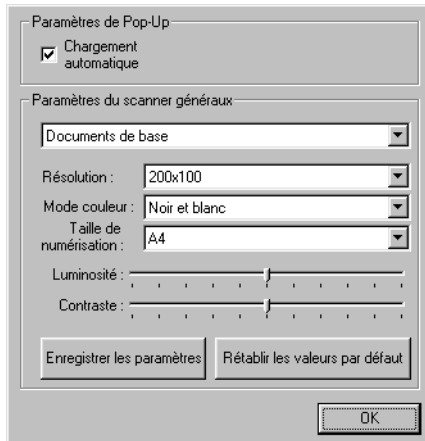 Paramètres de Pop-Up
Chargement
automatique
Paramètres du scanner généraux
Documents de base
Résolution : 200x100
Mode couleur : Noir et blanc
Taille de
numérisation : A4
Luminosité :
Contraste :
Enregistrer les paramètres Rétablir les valeurs par défaut
OK